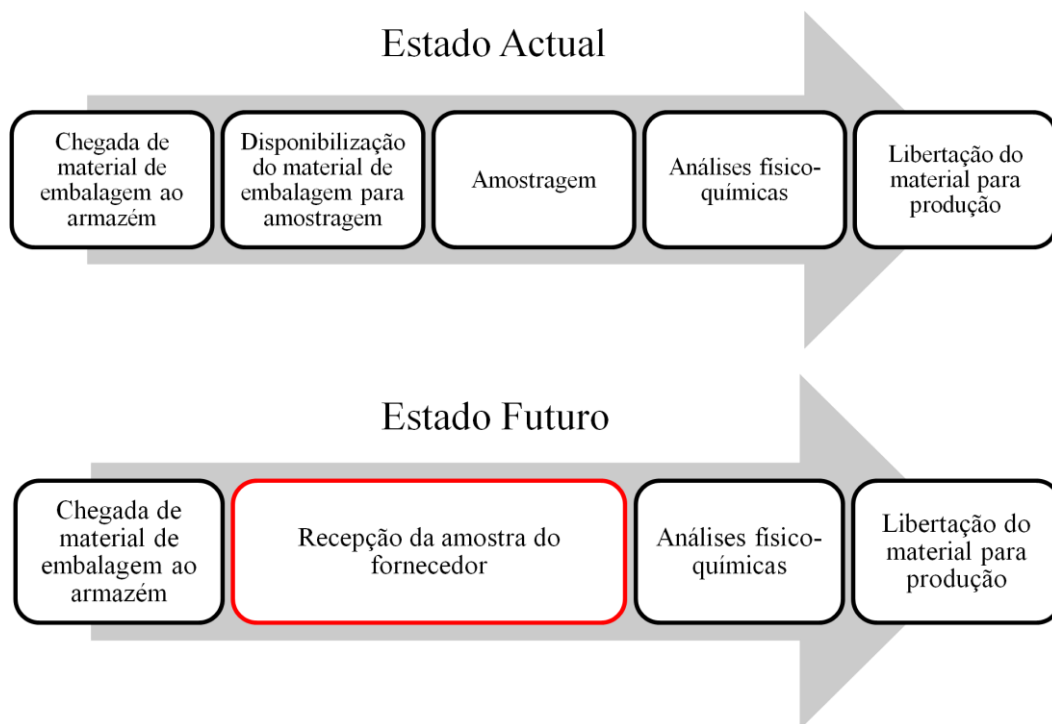 Estado Actual
Chegada de
material de
embalagem ao
armazém
Disponibilização
do material de
embalagem para
amostragem
Amostragem
Análises físico-
químicas
Libertação do
material para
produção
Estado Futuro
Chegada de
material de
embalagem ao
armazém
Recepção da amostra do
fornecedor
Análises físico-
químicas
Libertação do
material para
produção